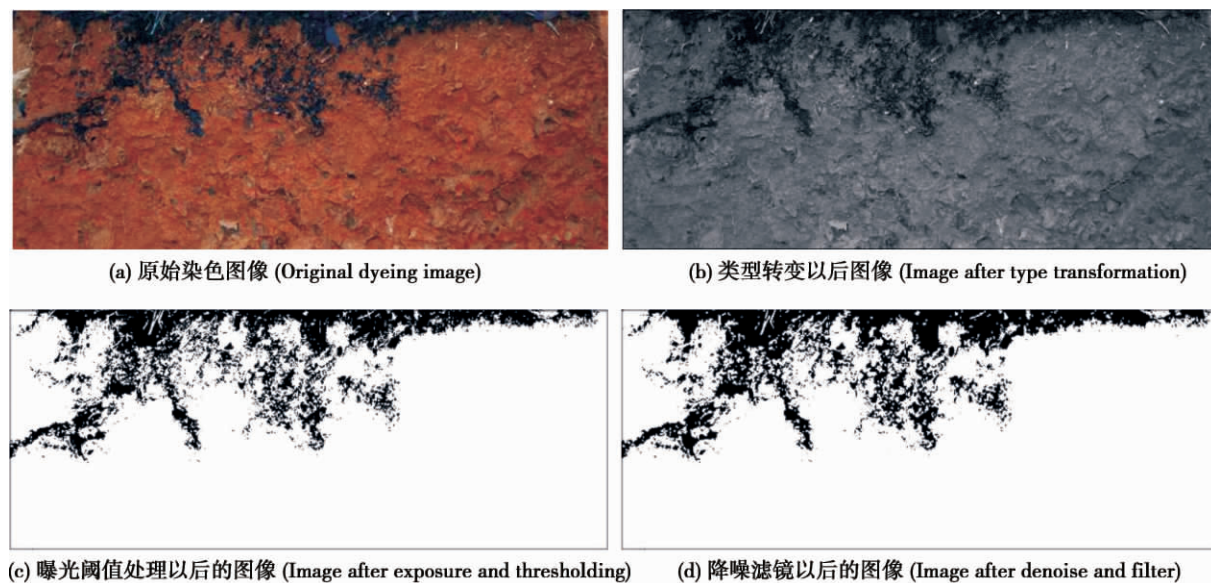 (a) 原始染色图像 (Original dyeing image)
(b) 类型转变以后图像 (Image after type transformation)
(c) 曝光阈值处理以后的图像 (Image after exposure and thresholding)
(d) 降噪滤镜以后的图像 (Image after denoise and filter)